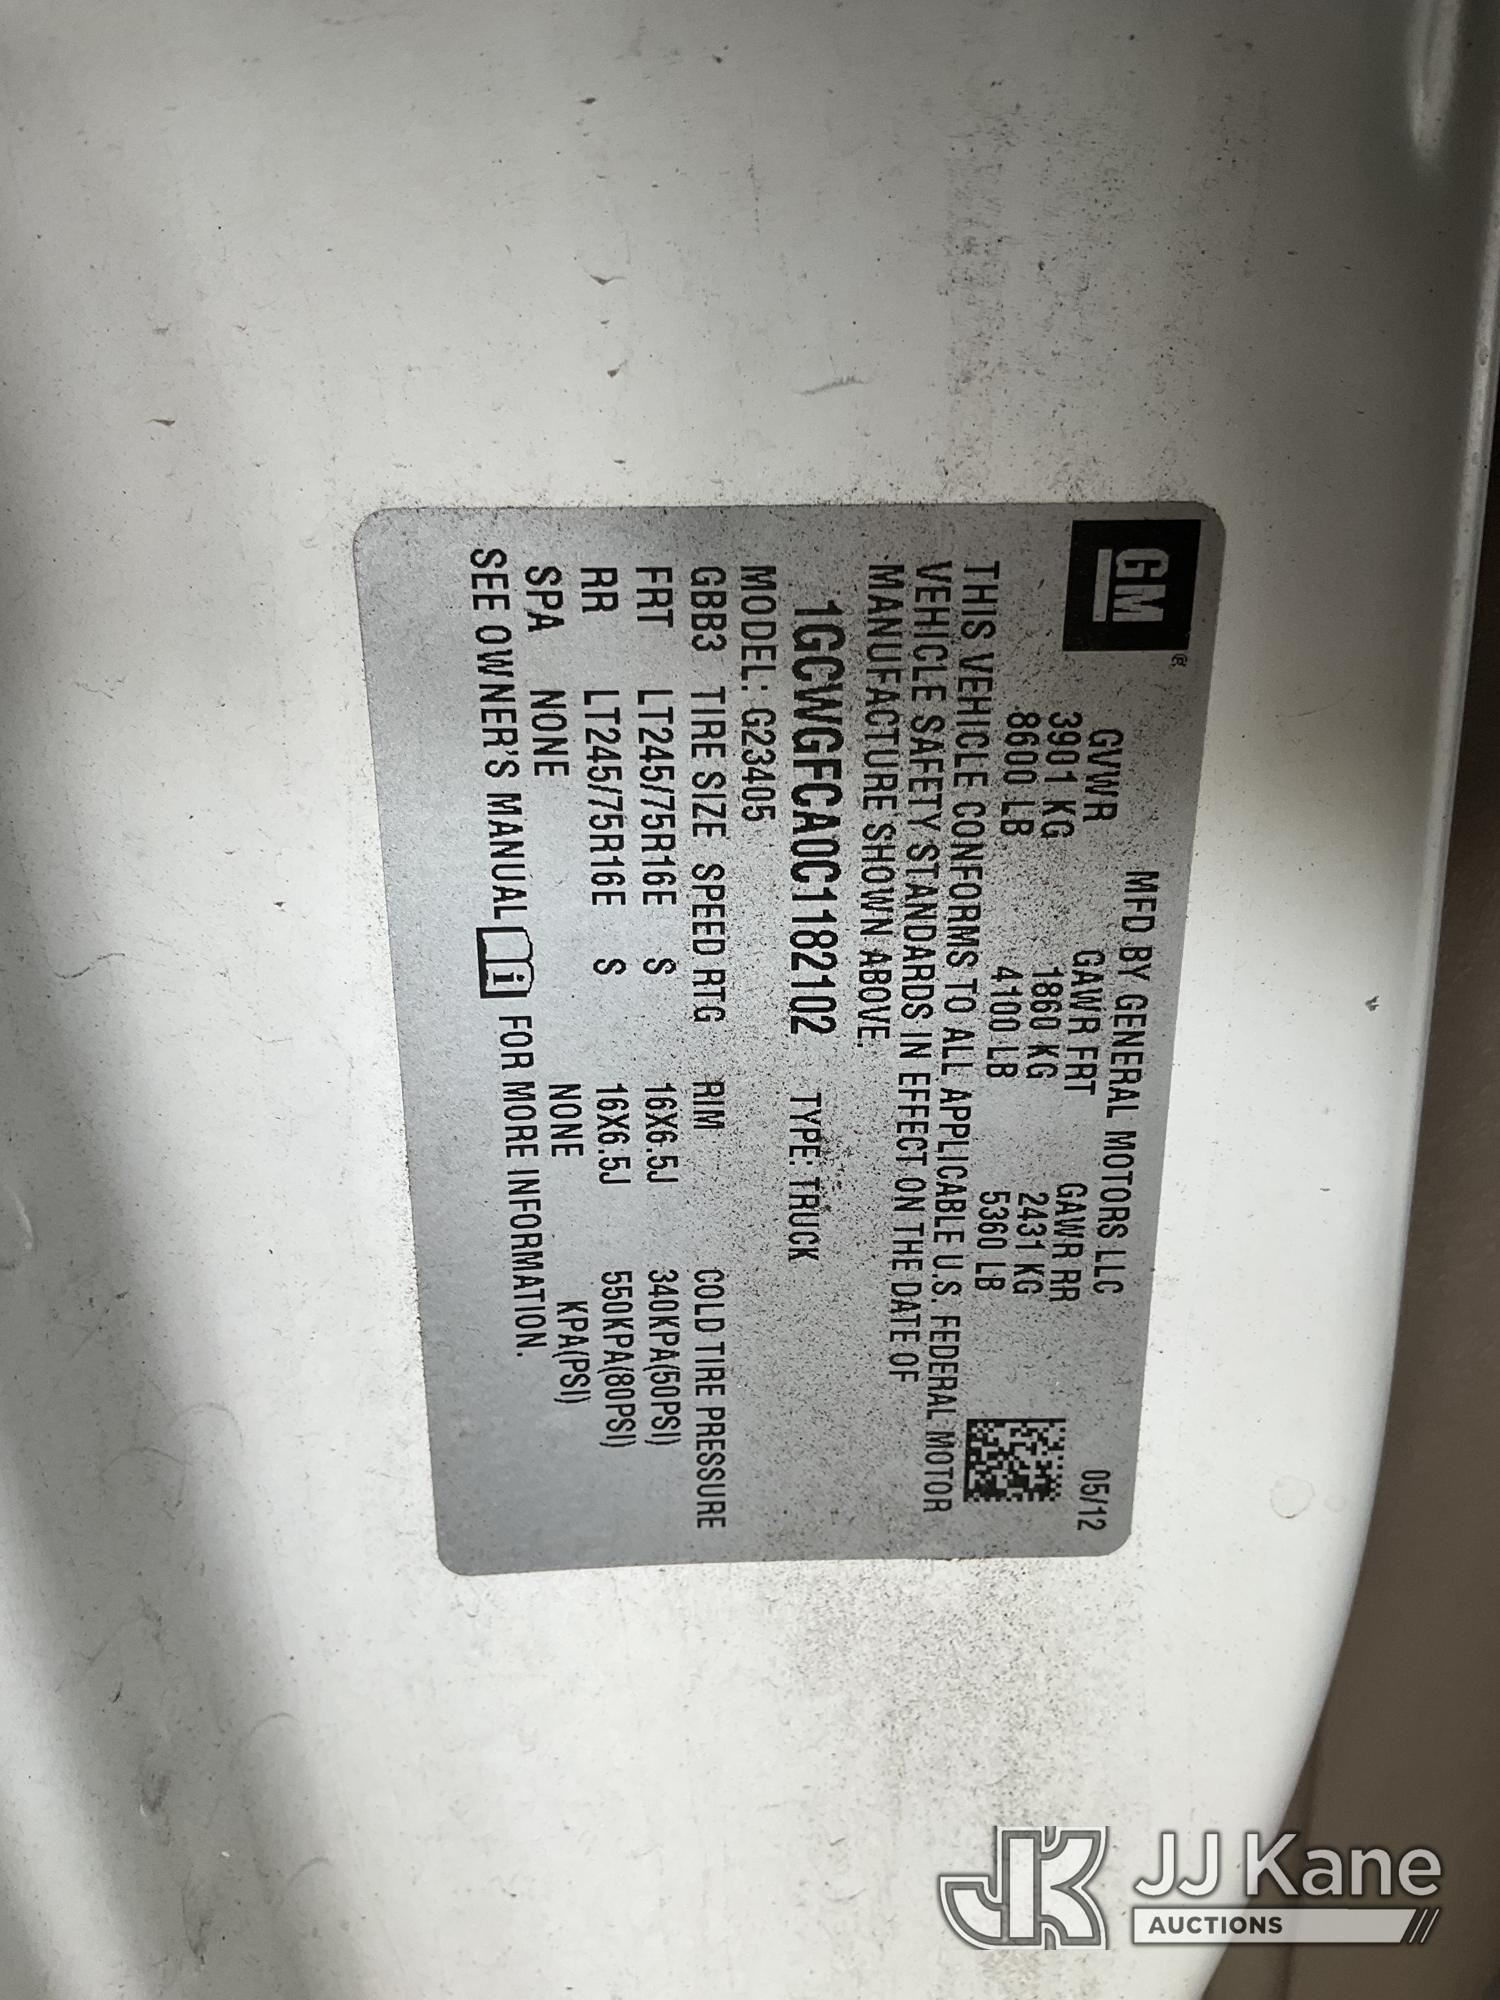 GM®
MFD BY GENERAL MOTORS LLC
05/12
GVWR GAWR FRT GAWR RR
3901 KG 1860 KG 2431 KG
8600 LB 4100 LB 5360 LB
THIS VEHICLE CONFORMS TO ALL APPLICABLE U.S. FEDERAL MOTOR
VEHICLE SAFETY STANDARDS IN EFFECT ON THE DATE OF
MANUFACTURE SHOWN ABOVE.
1GCWGFCA0C1182102 TYPE: TRUCK
MODEL: G23405
GBB3 TIRE SIZE SPEED RTG RIM COLD TIRE PRESSURE
FRT LT245/75R16E S 16X6.5J 340KPA(50PSI)
RR LT245/75R16E S 16X6.5J 550KPA(80PSI)
SPA NONE NONE KPA(PSI)
SEE OWNER'S MANUAL i FOR MORE INFORMATION.
JK JJ Kane
AUCTIONS